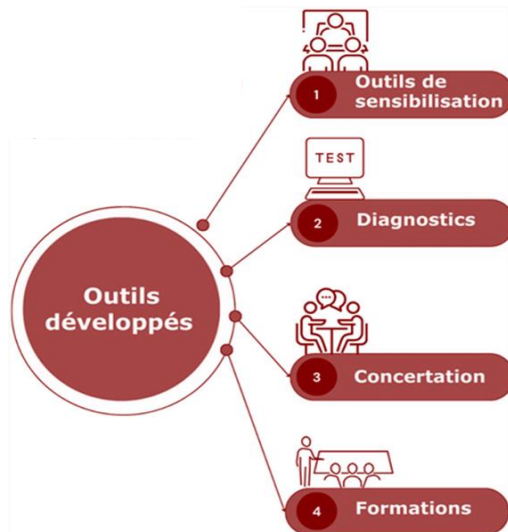 Outils
développés
1
Outils de
sensibilisation
TEST
2
Diagnostics
3
Concertation
4
Formations